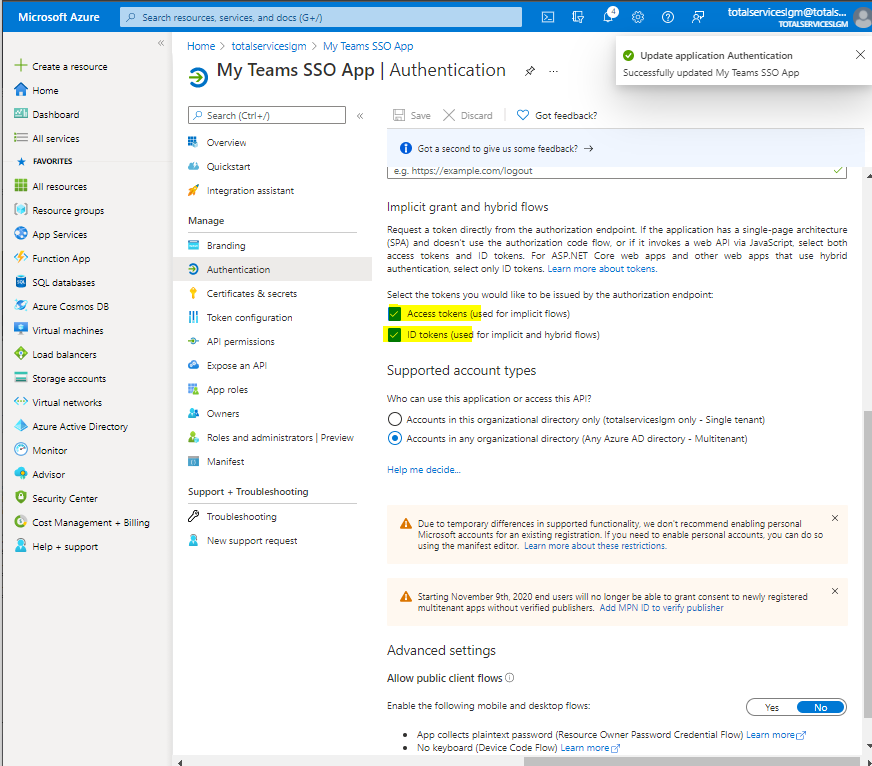 Microsoft Azure
Search resources, services, and docs (G+/)
4
totalserviceslgm@totals...
TOTALSERVICESLGM
«
Create a resource
Home
Dashboard
All services
FAVORITES
All resources
Resource groups
App Services
Function App
SQL databases
Azure Cosmos DB
Virtual machines
Load balancers
Storage accounts
Virtual networks
Azure Active Directory
Monitor
Advisor
Security Center
Cost Management + Billing
Help + support
Home > totalserviceslgm > My Teams SSO App
My Teams SSO App | Authentication
...
Update application Authentication
Successfully updated My Teams SSO App
Search (Ctrl+/)
«
Overview
Quickstart
Integration assistant
Manage
Branding
Authentication
Certificates & secrets
Token configuration
API permissions
Expose an API
App roles
Owners
Roles and administrators | Preview
Manifest
Support + Troubleshooting
Troubleshooting
New support request
Save
Discard
Got feedback?
Got a second to give us some feedback? →
e.g. https://example.com/logout
Implicit grant and hybrid flows
Request a token directly from the authorization endpoint. If the application has a single-page architecture
(SPA) and doesn't use the authorization code flow, or if it invokes a web API via JavaScript, select both
access tokens and ID tokens. For ASP.NET Core web apps and other web apps that use hybrid
authentication, select only ID tokens. Learn more about tokens.
Select the tokens you would like to be issued by the authorization endpoint:
Access tokens (used for implicit flows)
ID tokens (used for implicit and hybrid flows)
Supported account types
Who can use this application or access this API?
Accounts in this organizational directory only (totalserviceslgm only - Single tenant)
Accounts in any organizational directory (Any Azure AD directory - Multitenant)
Help me decide...
Due to temporary differences in supported functionality, we don't recommend enabling personal
Microsoft accounts for an existing registration. If you need to enable personal accounts, you can do so
using the manifest editor. Learn more about these restrictions.
Starting November 9th, 2020 end users will no longer be able to grant consent to newly registered
multitenant apps without verified publishers. Add MPN ID to verify publisher
Advanced settings
Allow public client flows
Enable the following mobile and desktop flows:
Yes
No
• App collects plaintext password (Resource Owner Password Credential Flow) Learn more
• No keyboard (Device Code Flow) Learn more